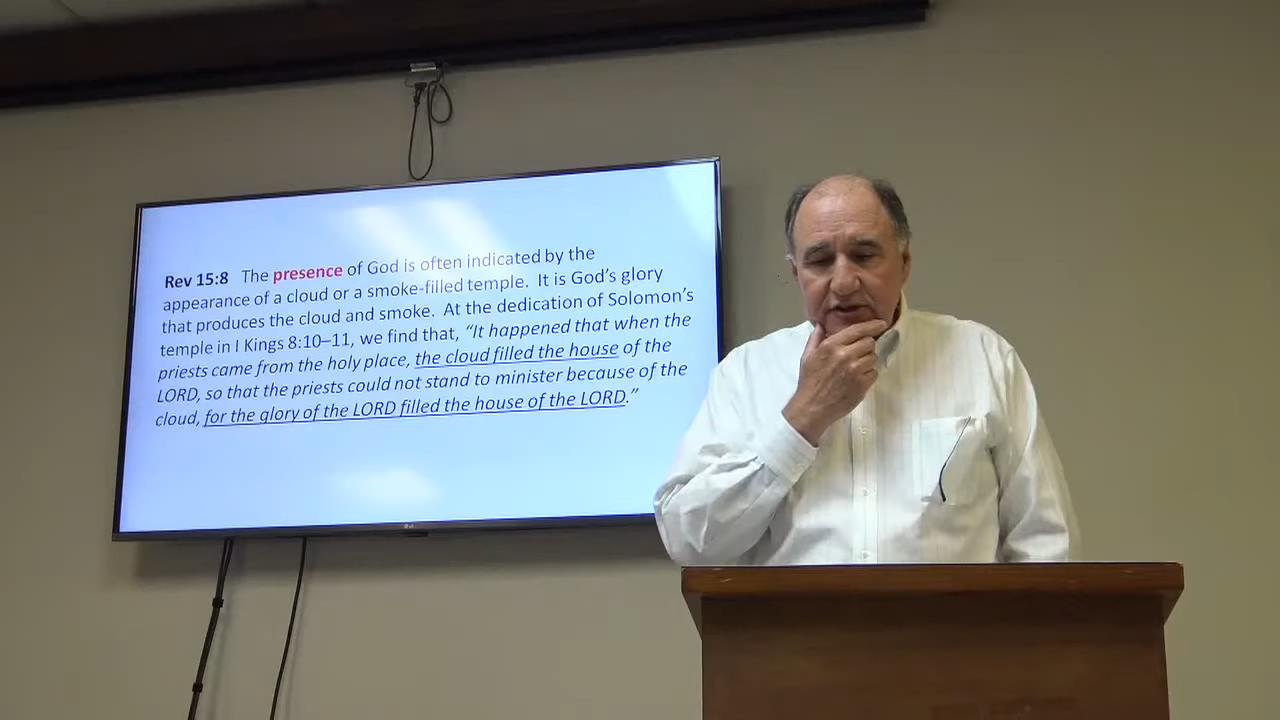 Rev 15:8 The presence of God is often indicated by the
appearance of a cloud or a smoke-filled temple. It is God’s glory
that produces the cloud and smoke. At the dedication of Solomon’s
temple in I Kings 8:10–11, we find that, “It happened that when the
priests came from the holy place, the cloud filled the house of the
LORD, so that the priests could not stand to minister because of the
cloud, for the glory of the LORD filled the house of the LORD.”
LG